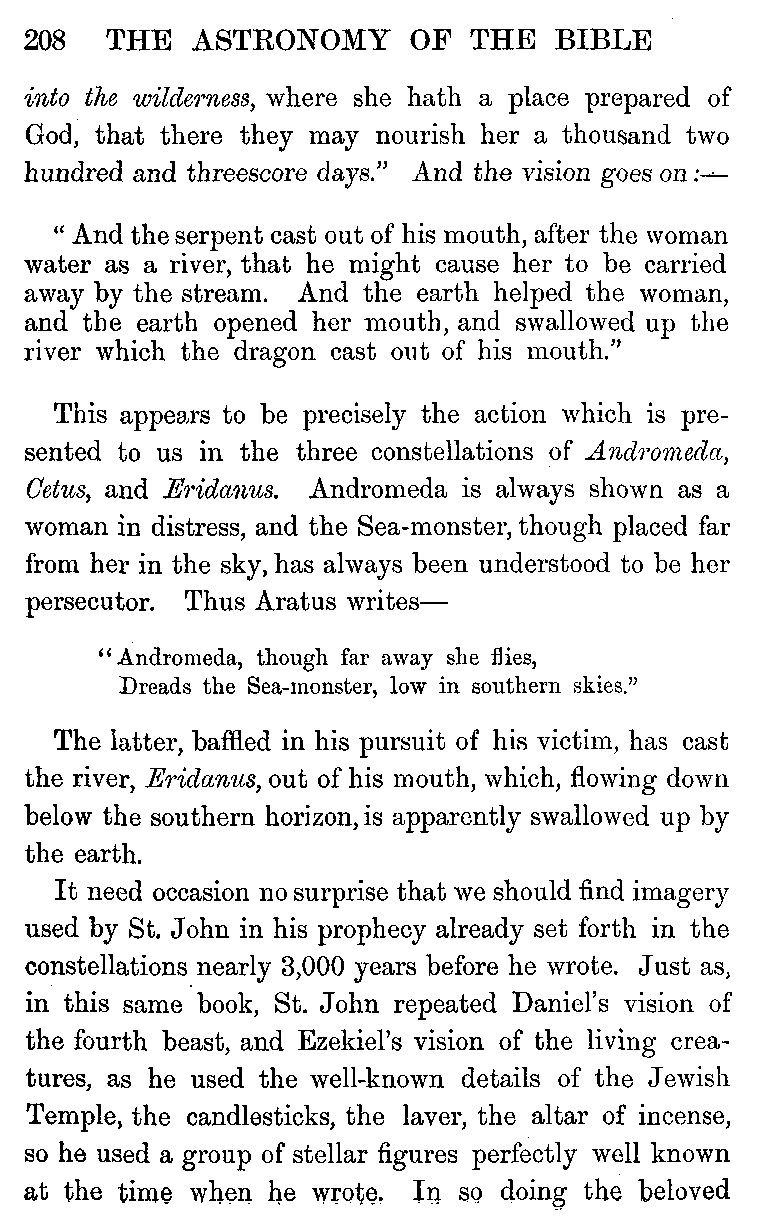 208 THE ASTRONOMY OF THE BIBLE
into the wilderness, where she hath a place prepared of
God, that there they may nourish her a thousand two
hundred and threescore days." And the vision goes on :—
" And the serpent cast out of his mouth, after the woman
water as a river, that he might cause her to be carried
away by the stream. And the earth helped the woman,
and the earth opened her mouth, and swallowed up the
river which the dragon cast out of his mouth."
This appears to be precisely the action which is pre-
sented to us in the three constellations of Andromeda,
Cetus, and Eridanus. Andromeda is always shown as a
woman in distress, and the Sea-monster, though placed far
from her in the sky, has always been understood to be her
persecutor. Thus Aratus writes—
"Andromeda, though far away she flies,
Dreads the Sea-monster, low in southern skies."
The latter, baffled in his pursuit of his victim, has cast
the river, Eridanus, out of his mouth, which, flowing down
below the southern horizon, is apparently swallowed up by
the earth.
It need occasion no surprise that we should find imagery
used by St. John in his prophecy already set forth in the
constellations nearly 3,000 years before he wrote. Just as,
in this same book, St. John repeated Daniel's vision of
the fourth beast, and Ezekiel's vision of the living crea-
tures, as he used the well-known details of the Jewish
Temple, the candlesticks, the laver, the altar of incense,
so he used a group of stellar figures perfectly well known
at the time when he wrote. In so doing the beloved